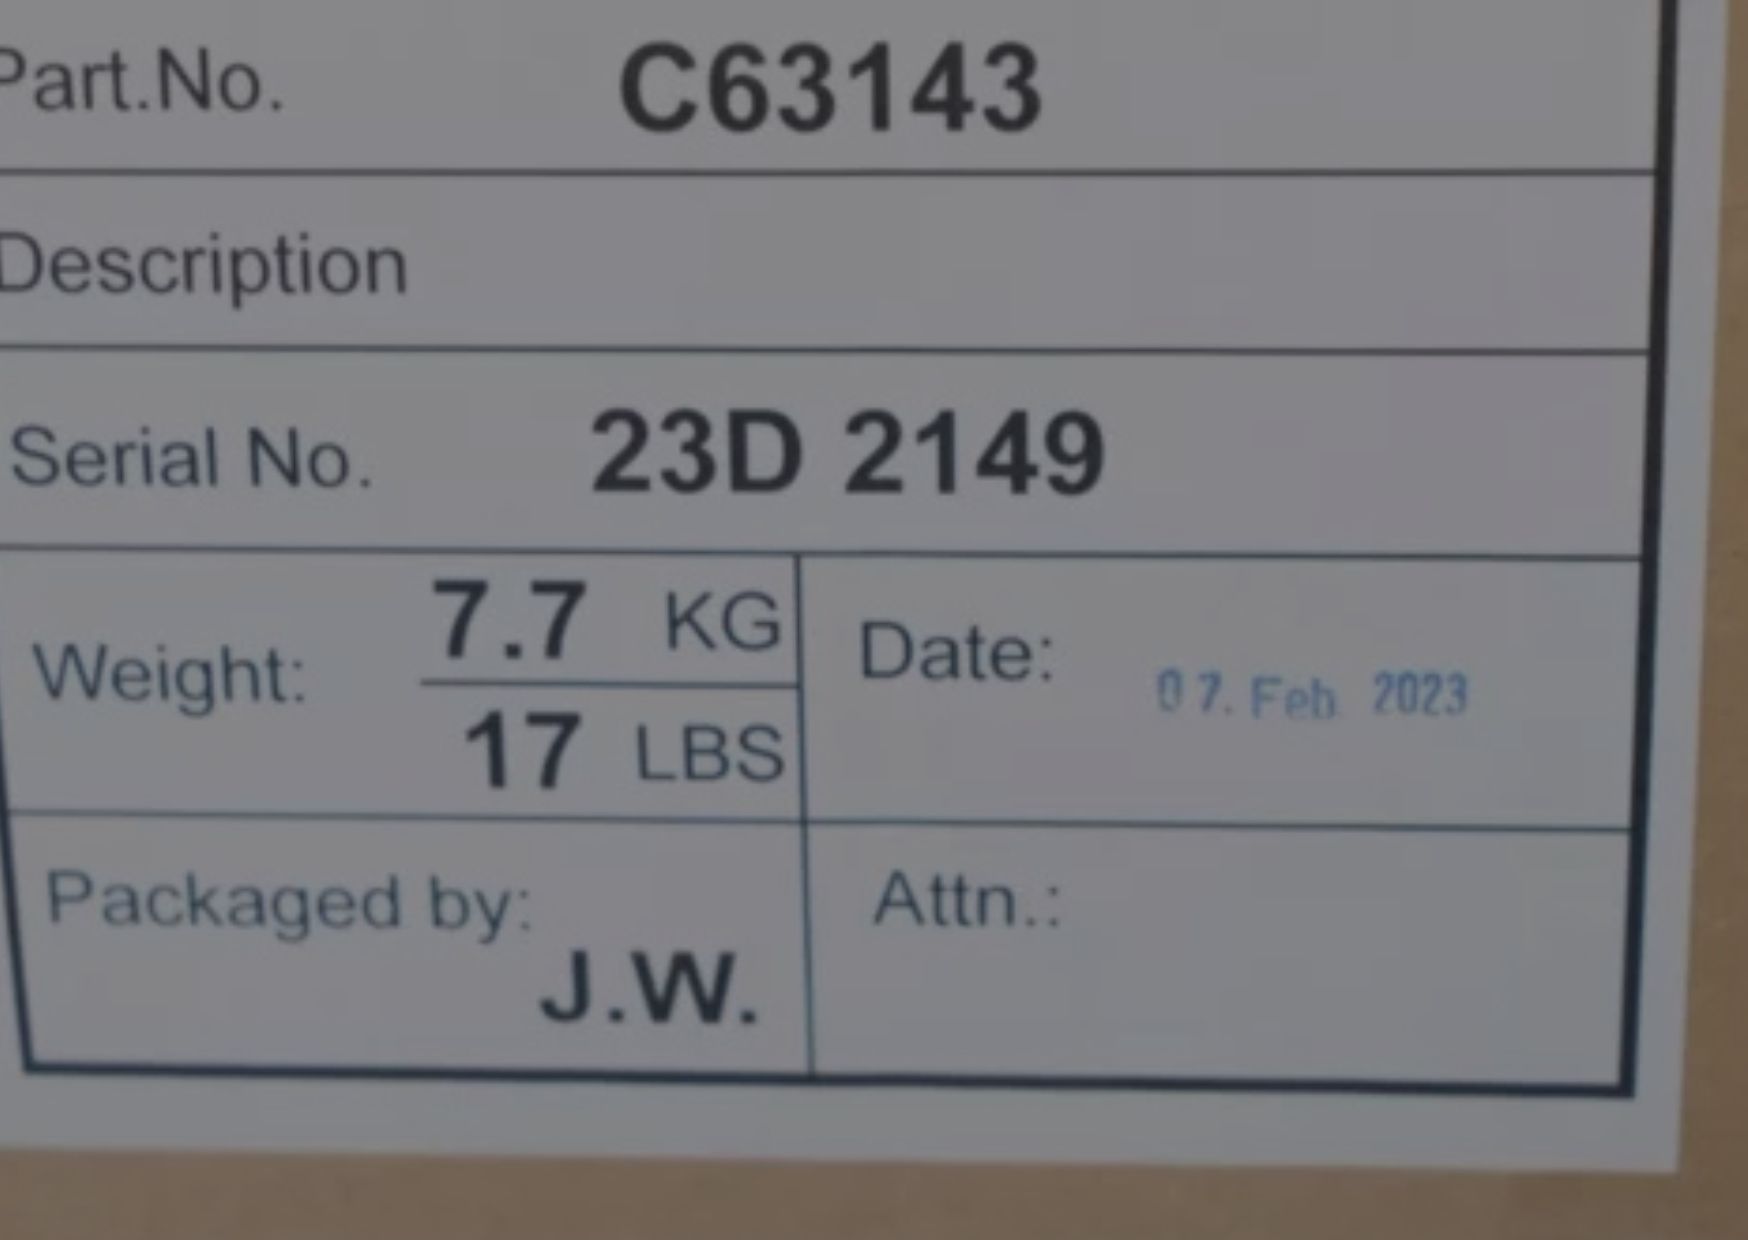 Part.No. C63143
Description
Serial No. 23D 2149
Weight: 7.7 KG
17 LBS
Date: 07. Feb. 2023
Packaged by:
J.W.
Attn.: